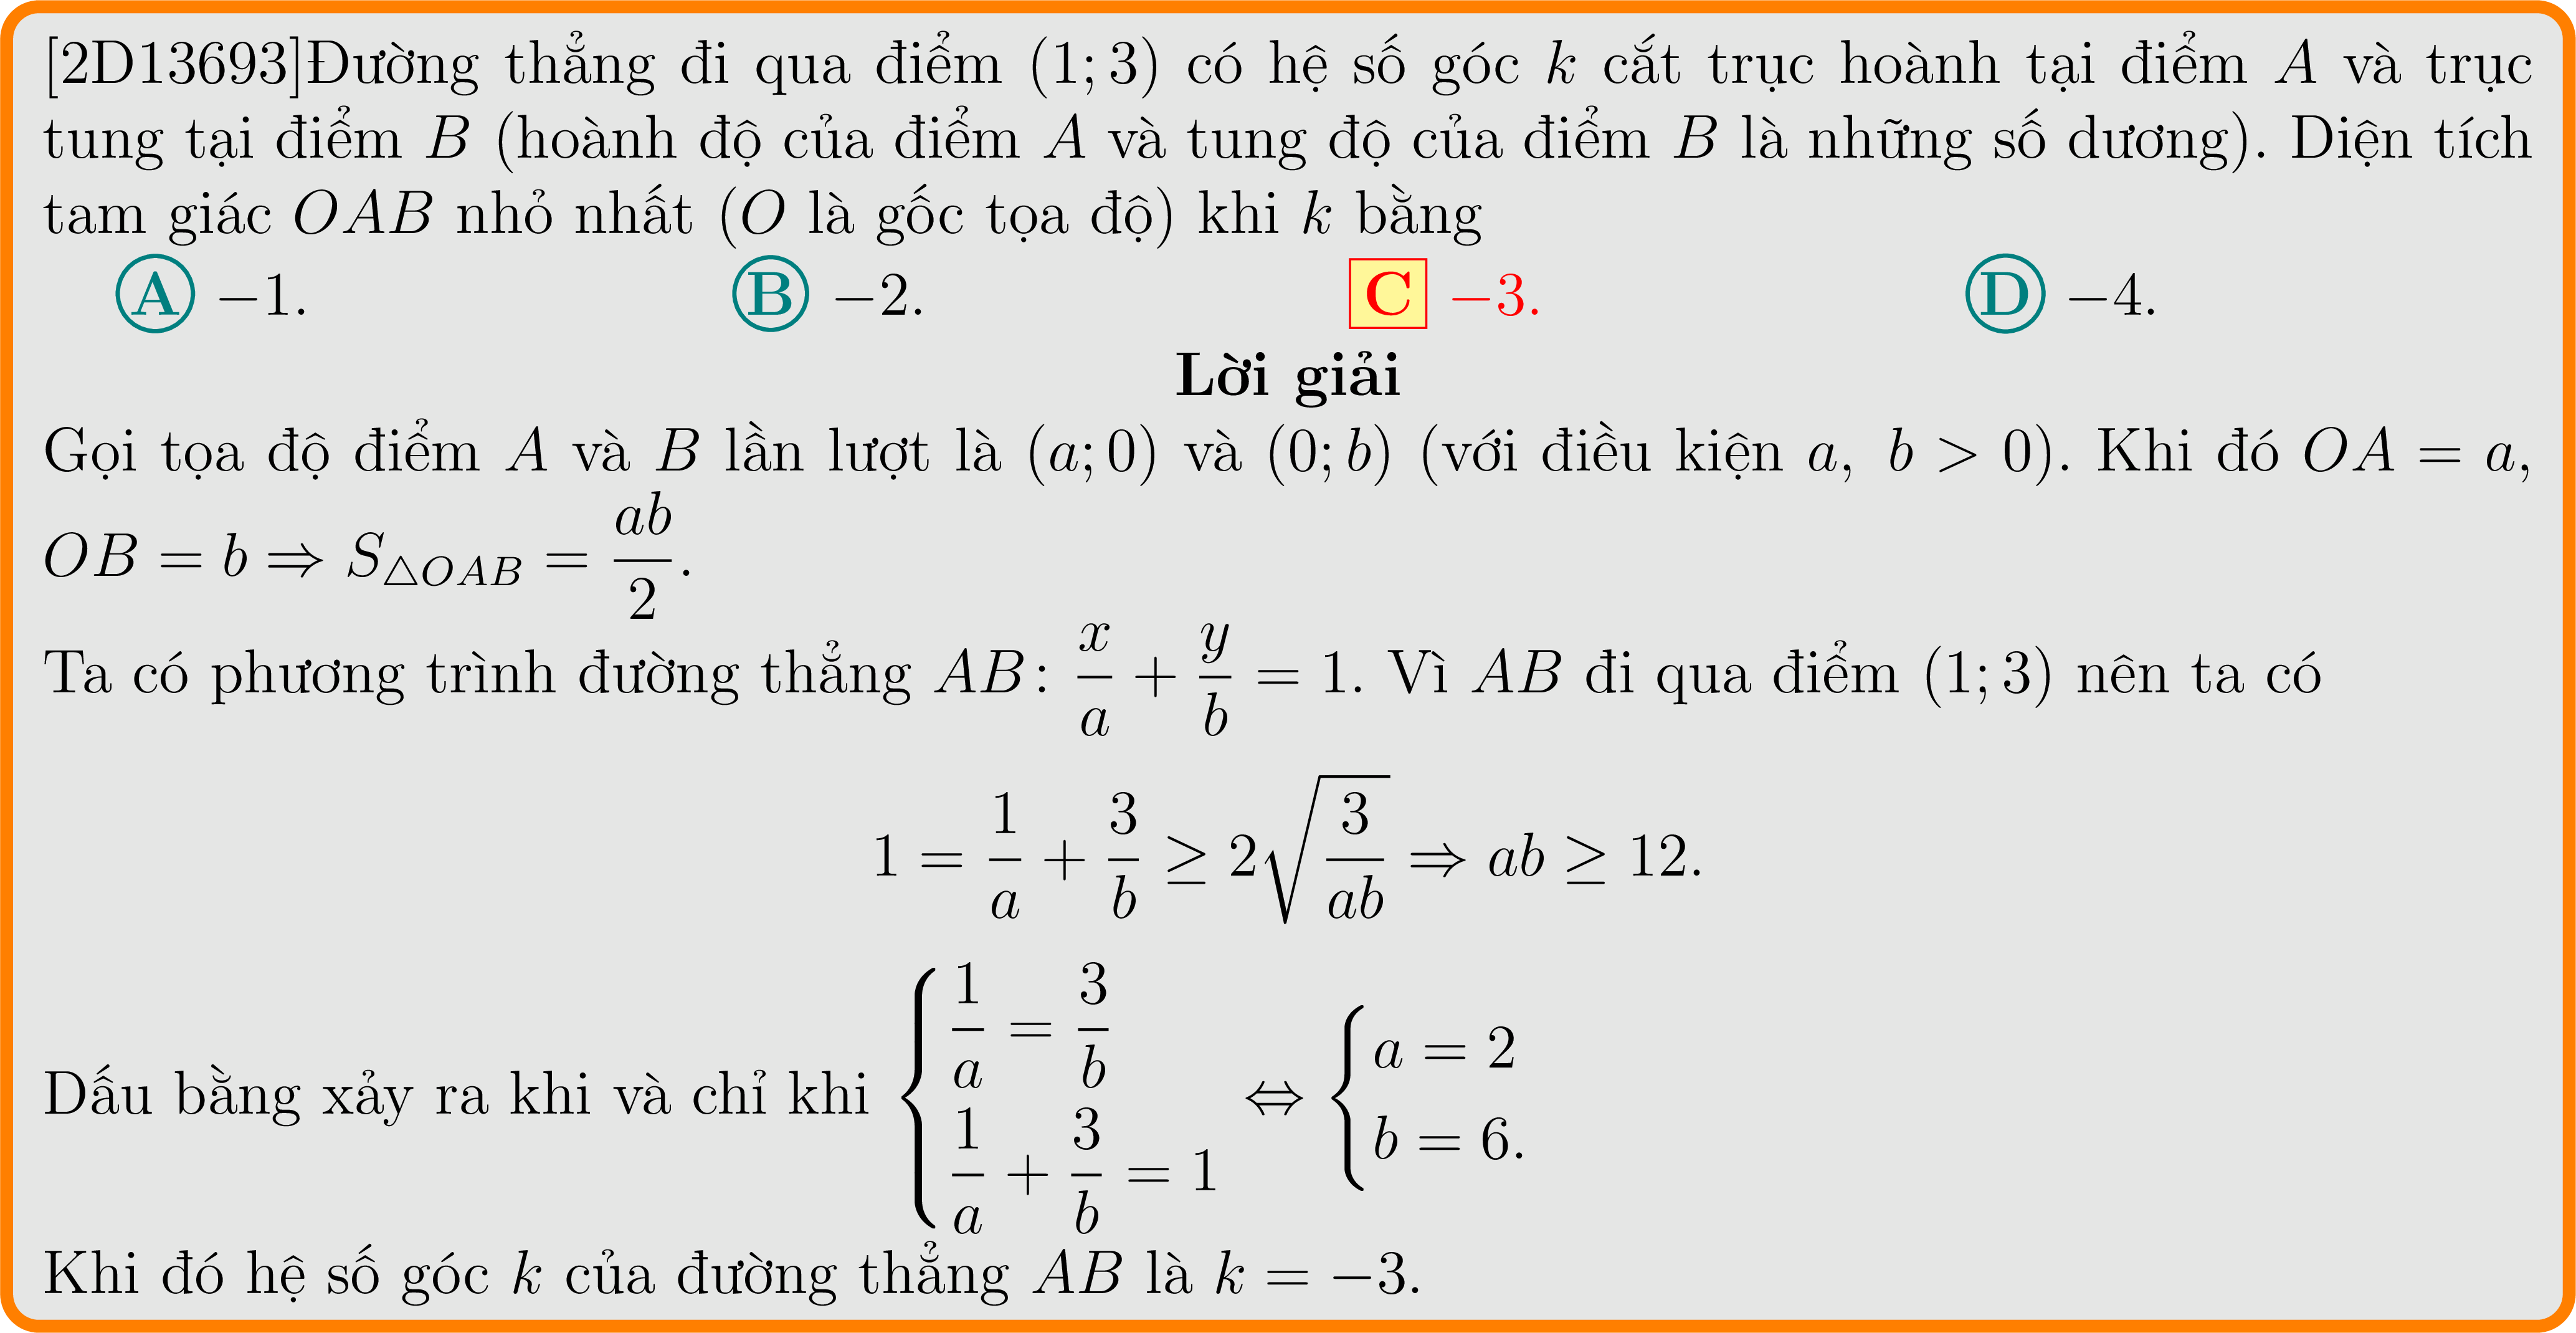 [2D13693]Đường thẳng đi qua điểm (1; 3) có hệ số góc k cắt trục hoành tại điểm A và trục
tung tại điểm B (hoành độ của điểm A và tung độ của điểm B là những số dương). Diện tích
tam giác OAB nhỏ nhất (O là gốc tọa độ) khi k bằng
A −1. B −2. C −3. D −4.
Lời giải
Gọi tọa độ điểm A và B lần lượt là (a; 0) và (0; b) (với điều kiện a, b > 0). Khi đó OA = a,
OB = b ⇒ S_{△OAB} = \frac{ab}{2}.
Ta có phương trình đường thẳng AB: \frac{x}{a} + \frac{y}{b} = 1. Vì AB đi qua điểm (1; 3) nên ta có
1 = \frac{1}{a} + \frac{3}{b} ≥ 2\sqrt{\frac{3}{ab}} ⇒ ab ≥ 12.
Dấu bằng xảy ra khi và chỉ khi \begin{cases} \frac{1}{a} = \frac{3}{b} \\ \frac{1}{a} + \frac{3}{b} = 1 \end{cases} ⇔ \begin{cases} a = 2 \\ b = 6. \end{cases}
Khi đó hệ số góc k của đường thẳng AB là k = −3.